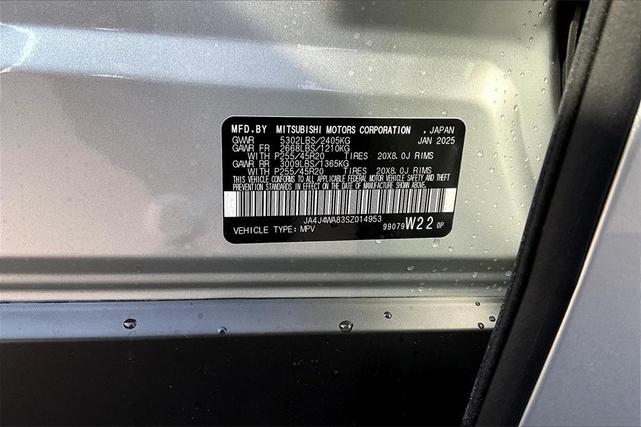 MFD.BY MITSUBISHI MOTORS CORPORATION , JAPAN
GVWR 5302LBS/2405KG JAN 2025
GAWR FR 2668LBS/1210KG
WITH P255/45R20 TIRES 20X8.0J RIMS
GAWR RR 3009LBS/1365KG
WITH P255/45R20 TIRES 20X8.0J RIMS
THIS VEHICLE CONFORMS TO ALL APPLICABLE FEDERAL MOTOR VEHICLE SAFETY AND THEFT
PREVENTION STANDARDS IN EFFECT ON THE DATE OF MANUFACTURE SHOWN ABOVE.
JA4J4WA83SZ014953
VEHICLE TYPE: MPV 99079 W22 0P